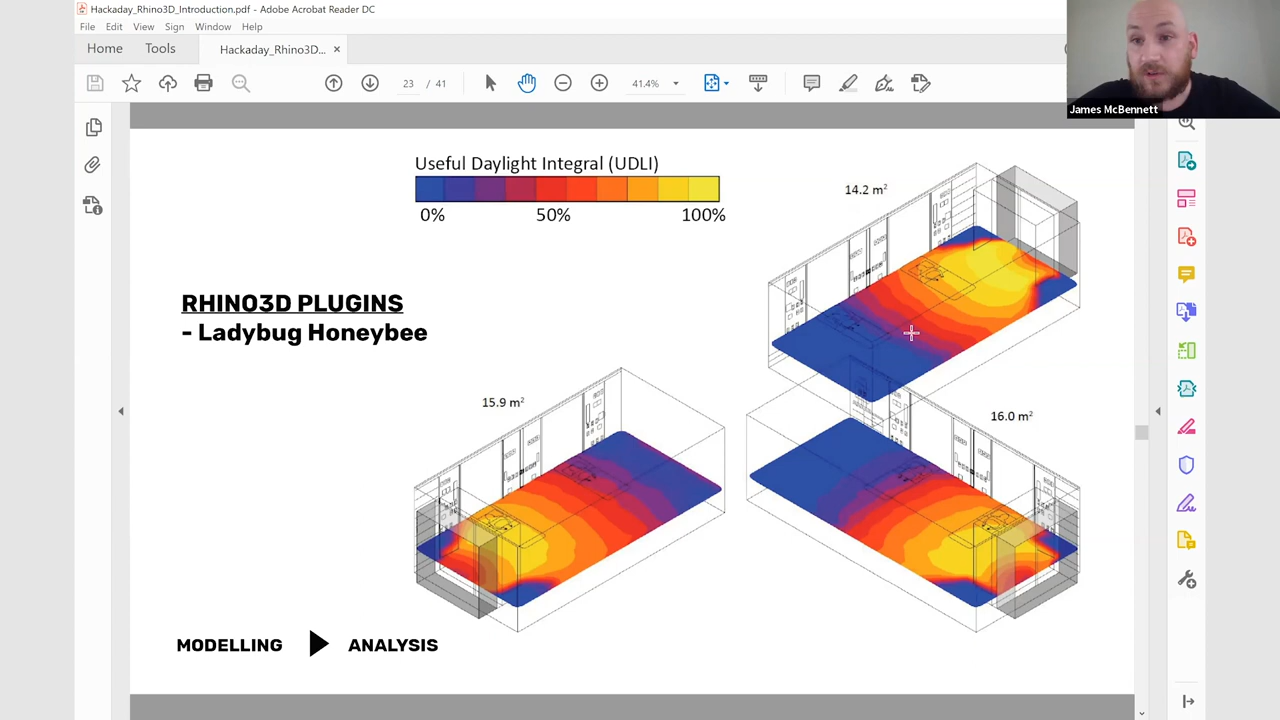 Hackaday_Rhino3D_Introduction.pdf - Adobe Acrobat Reader DC
File Edit View Sign Window Help
Home Tools Hackaday_Rhino3D... ×
23 / 41 41.4%
James McBennett
Useful Daylight Integral (UDLI)
0% 50% 100%
14.2 m²
RHINO3D PLUGINS
- Ladybug Honeybee
15.9 m²
16.0 m²
MODELLING ANALYSIS